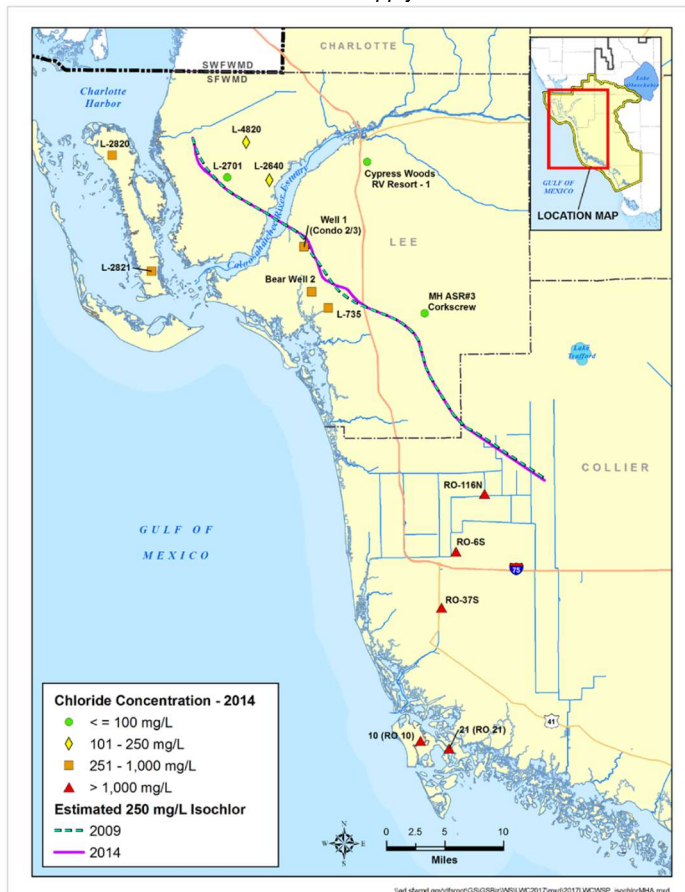 CHARLOTTE
SWFWMD
SFWMD
Charlotte
Harbor
L-4820
L-2820
L-2701
L-2640
Cypress Woods
RV Resort - 1
Caloosahatchee River Estuary
Well 1
(Condo 2/3)
LEE
L-2821
Bear Well 2
L-735
MH ASR#3
Corkscrew
Lake
Okeechobee
GULF OF
MEXICO
LOCATION MAP
Lake
Trafford
COLLIER
RO-116N
GULF OF
MEXICO
RO-6S
75
RO-37S
41
10 (RO 10)
21 (RO 21)
Chloride Concentration - 2014
< = 100 mg/L
101 - 250 mg/L
251 - 1,000 mg/L
> 1,000 mg/L
Estimated 250 mg/L Isochlor
2009
2014
N
W E
S
0 2.5 5 10
Miles